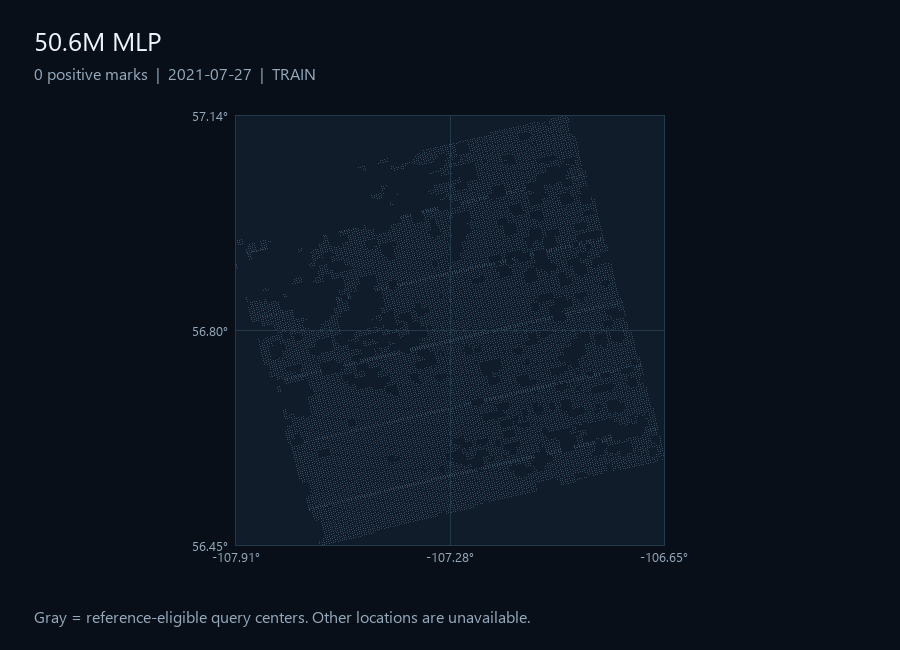 50.6M MLP
0 positive marks | 2021-07-27 | TRAIN
57.14°
56.80°
56.45°
-107.91° -107.28° -106.65°
Gray = reference-eligible query centers. Other locations are unavailable.